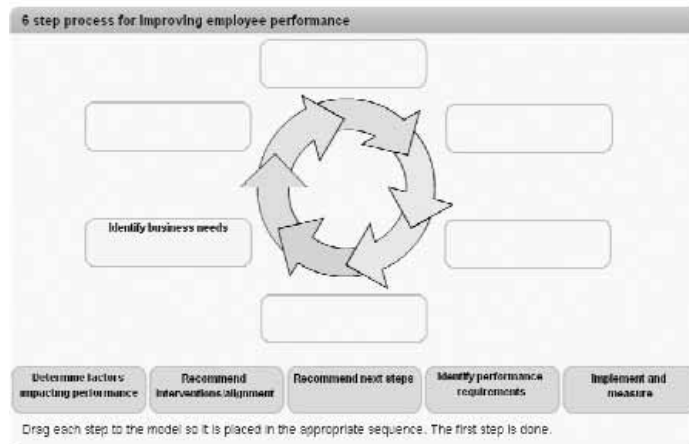 6 step process for improving employee performance
Identify business needs
Determine factors
impacting performance
Recommend
interventions/alignment
Recommend next steps
Identify performance
requirements
Implement and
measure
Drag each step to the model so it is placed in the appropriate sequence. The first step is done.